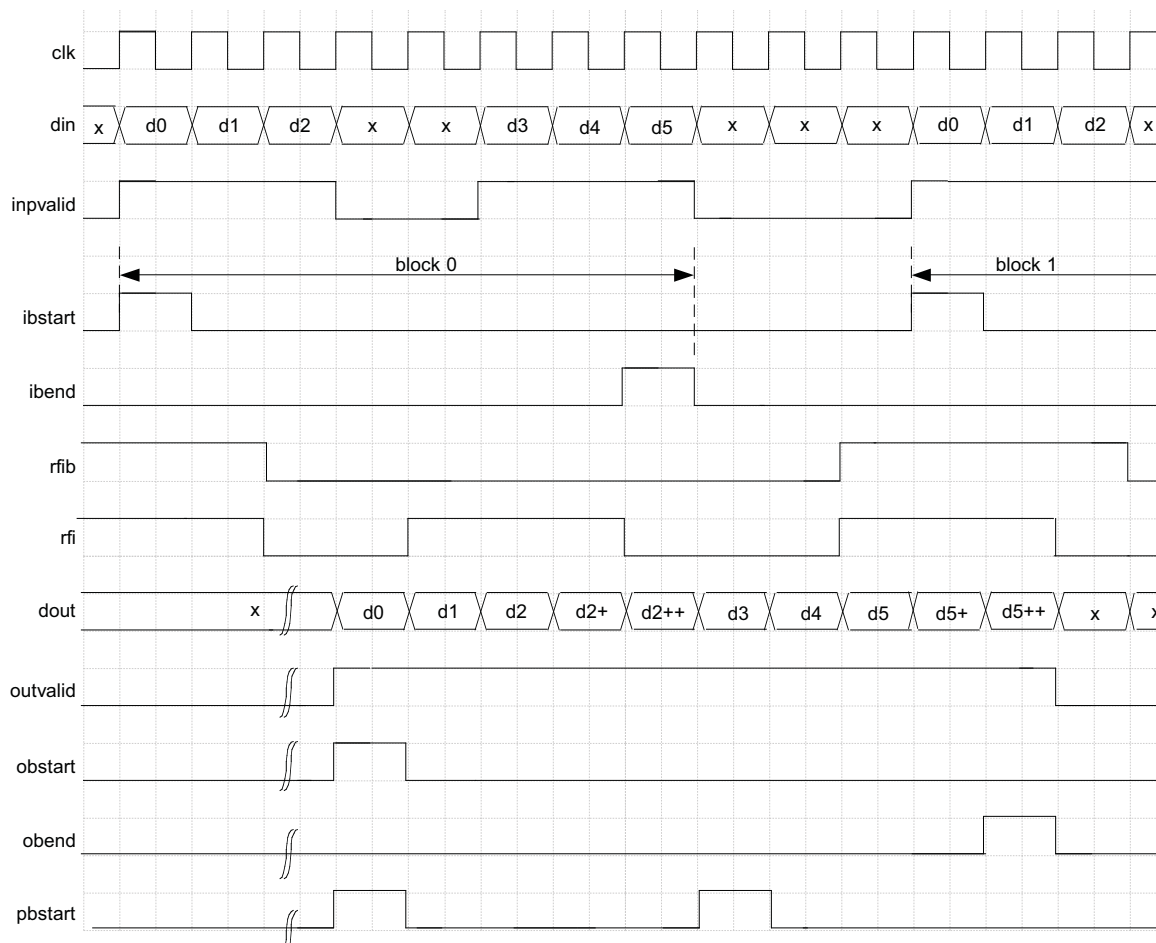 clk
din x d0 d1 d2 x x d3 d4 d5 x x x d0 d1 d2 x
inpvalid
block 0 block 1
ibstart
ibend
rfib
rfi
dout x d0 d1 d2 d2+ d2++ d3 d4 d5 d5+ d5++ x x
outvalid
obstart
obend
pbstart